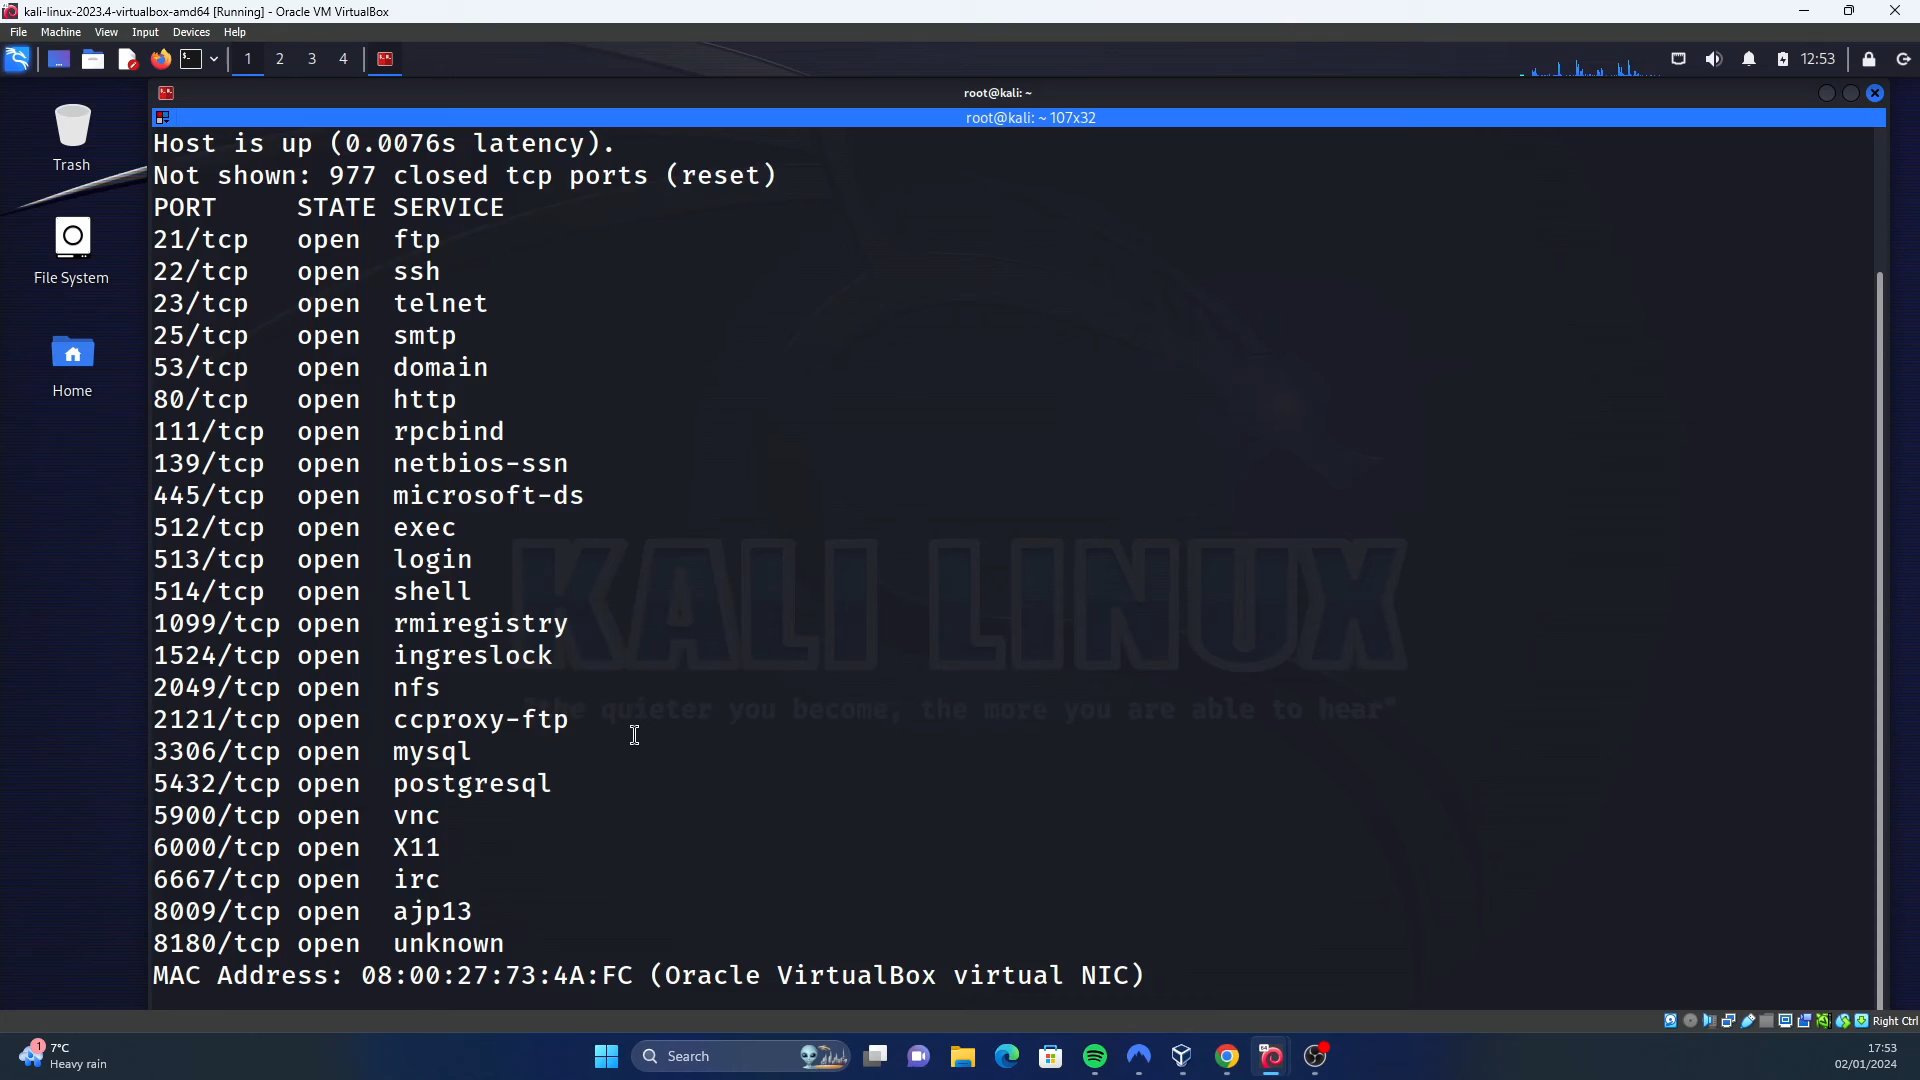 kali-linux-2023.4-virtualbox-amd64 [Running] - Oracle VM VirtualBox
File Machine View Input Devices Help
1 2 3 4 12:53
root@kali: ~
root@kali: ~ 107x32
Trash
File System
Home
Host is up (0.0076s latency).
Not shown: 977 closed tcp ports (reset)
PORT STATE SERVICE
21/tcp open ftp
22/tcp open ssh
23/tcp open telnet
25/tcp open smtp
53/tcp open domain
80/tcp open http
111/tcp open rpcbind
139/tcp open netbios-ssn
445/tcp open microsoft-ds
512/tcp open exec
513/tcp open login
514/tcp open shell
1099/tcp open rmiregistry
1524/tcp open ingreslock
2049/tcp open nfs
2121/tcp open ccproxy-ftp
3306/tcp open mysql
5432/tcp open postgresql
5900/tcp open vnc
6000/tcp open X11
6667/tcp open irc
8009/tcp open ajp13
8180/tcp open unknown
MAC Address: 08:00:27:73:4A:FC (Oracle VirtualBox virtual NIC)
KALI LINUX
"the quieter you become, the more you are able to hear"
Right Ctrl
1
7°C
Heavy rain
Search
17:53
02/01/2024